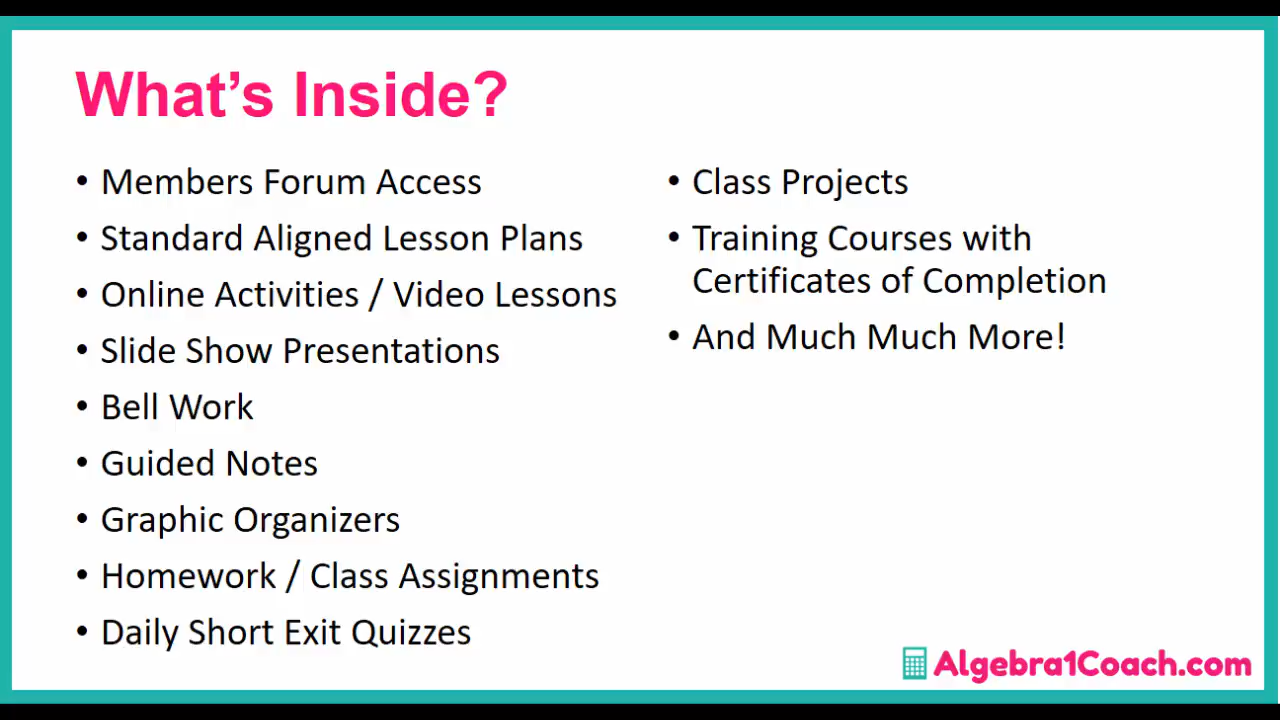 What’s Inside?
• Members Forum Access
• Standard Aligned Lesson Plans
• Online Activities / Video Lessons
• Slide Show Presentations
• Bell Work
• Guided Notes
• Graphic Organizers
• Homework / Class Assignments
• Daily Short Exit Quizzes
• Class Projects
• Training Courses with
Certificates of Completion
• And Much Much More!
Algebra1Coach.com